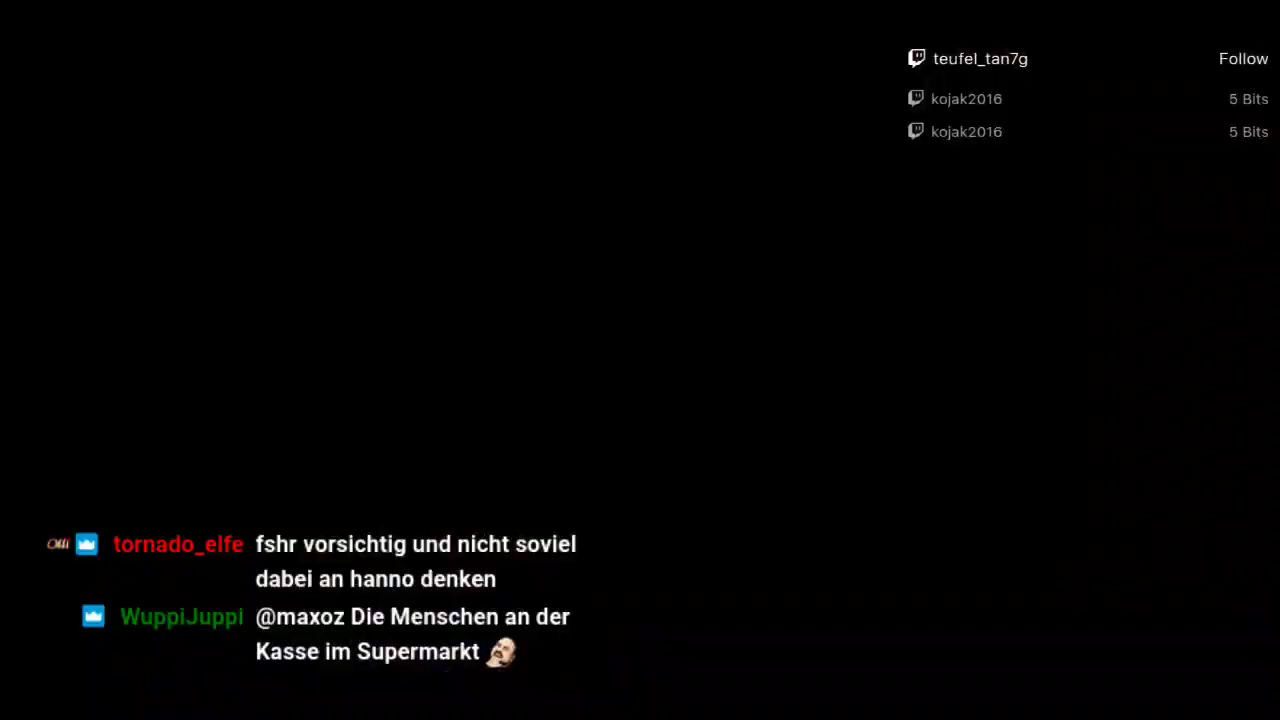 teufel_tan7g Follow
kojak2016 5 Bits
kojak2016 5 Bits
tornado_elfe fshr vorsichtig und nicht soviel
dabei an hanno denken
WuppiJuppi @maxoz Die Menschen an der
Kasse im Supermarkt